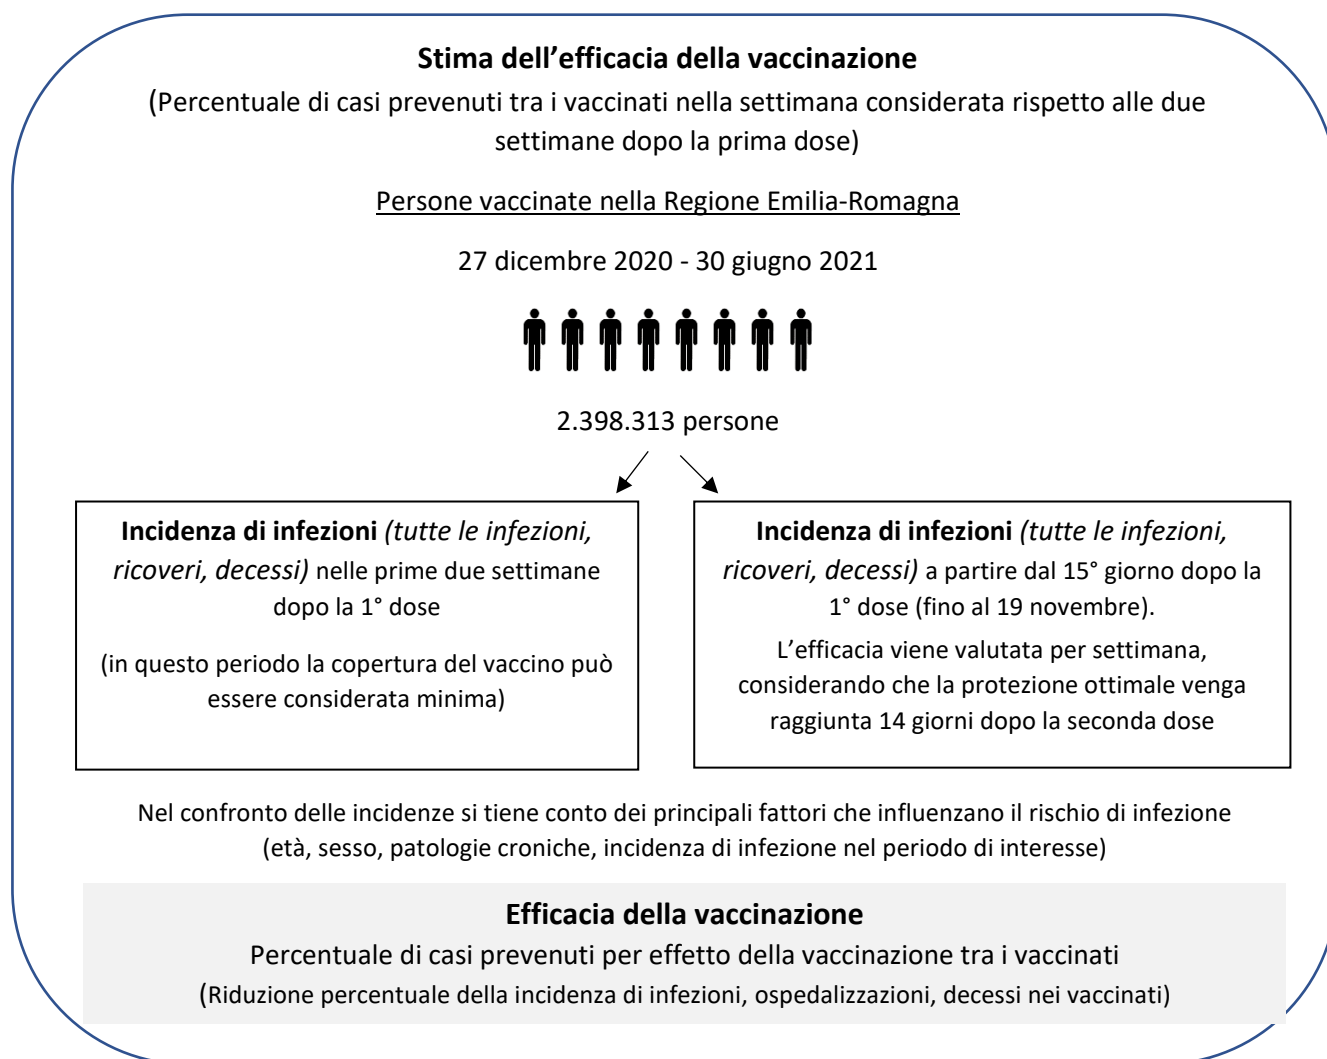 Stima dell’efficacia della vaccinazione
(Percentuale di casi prevenuti tra i vaccinati nella settimana considerata rispetto alle due
settimane dopo la prima dose)
Persone vaccinate nella Regione Emilia-Romagna
27 dicembre 2020 - 30 giugno 2021
2.398.313 persone
Incidenza di infezioni (tutte le infezioni,
ricoveri, decessi) nelle prime due settimane
dopo la 1° dose
(in questo periodo la copertura del vaccino può
essere considerata minima)
Incidenza di infezioni (tutte le infezioni,
ricoveri, decessi) a partire dal 15° giorno dopo la
1° dose (fino al 19 novembre).
L’efficacia viene valutata per settimana,
considerando che la protezione ottimale venga
raggiunta 14 giorni dopo la seconda dose
Nel confronto delle incidenze si tiene conto dei principali fattori che influenzano il rischio di infezione
(età, sesso, patologie croniche, incidenza di infezione nel periodo di interesse)
Efficacia della vaccinazione
Percentuale di casi prevenuti per effetto della vaccinazione tra i vaccinati
(Riduzione percentuale della incidenza di infezioni, ospedalizzazioni, decessi nei vaccinati)